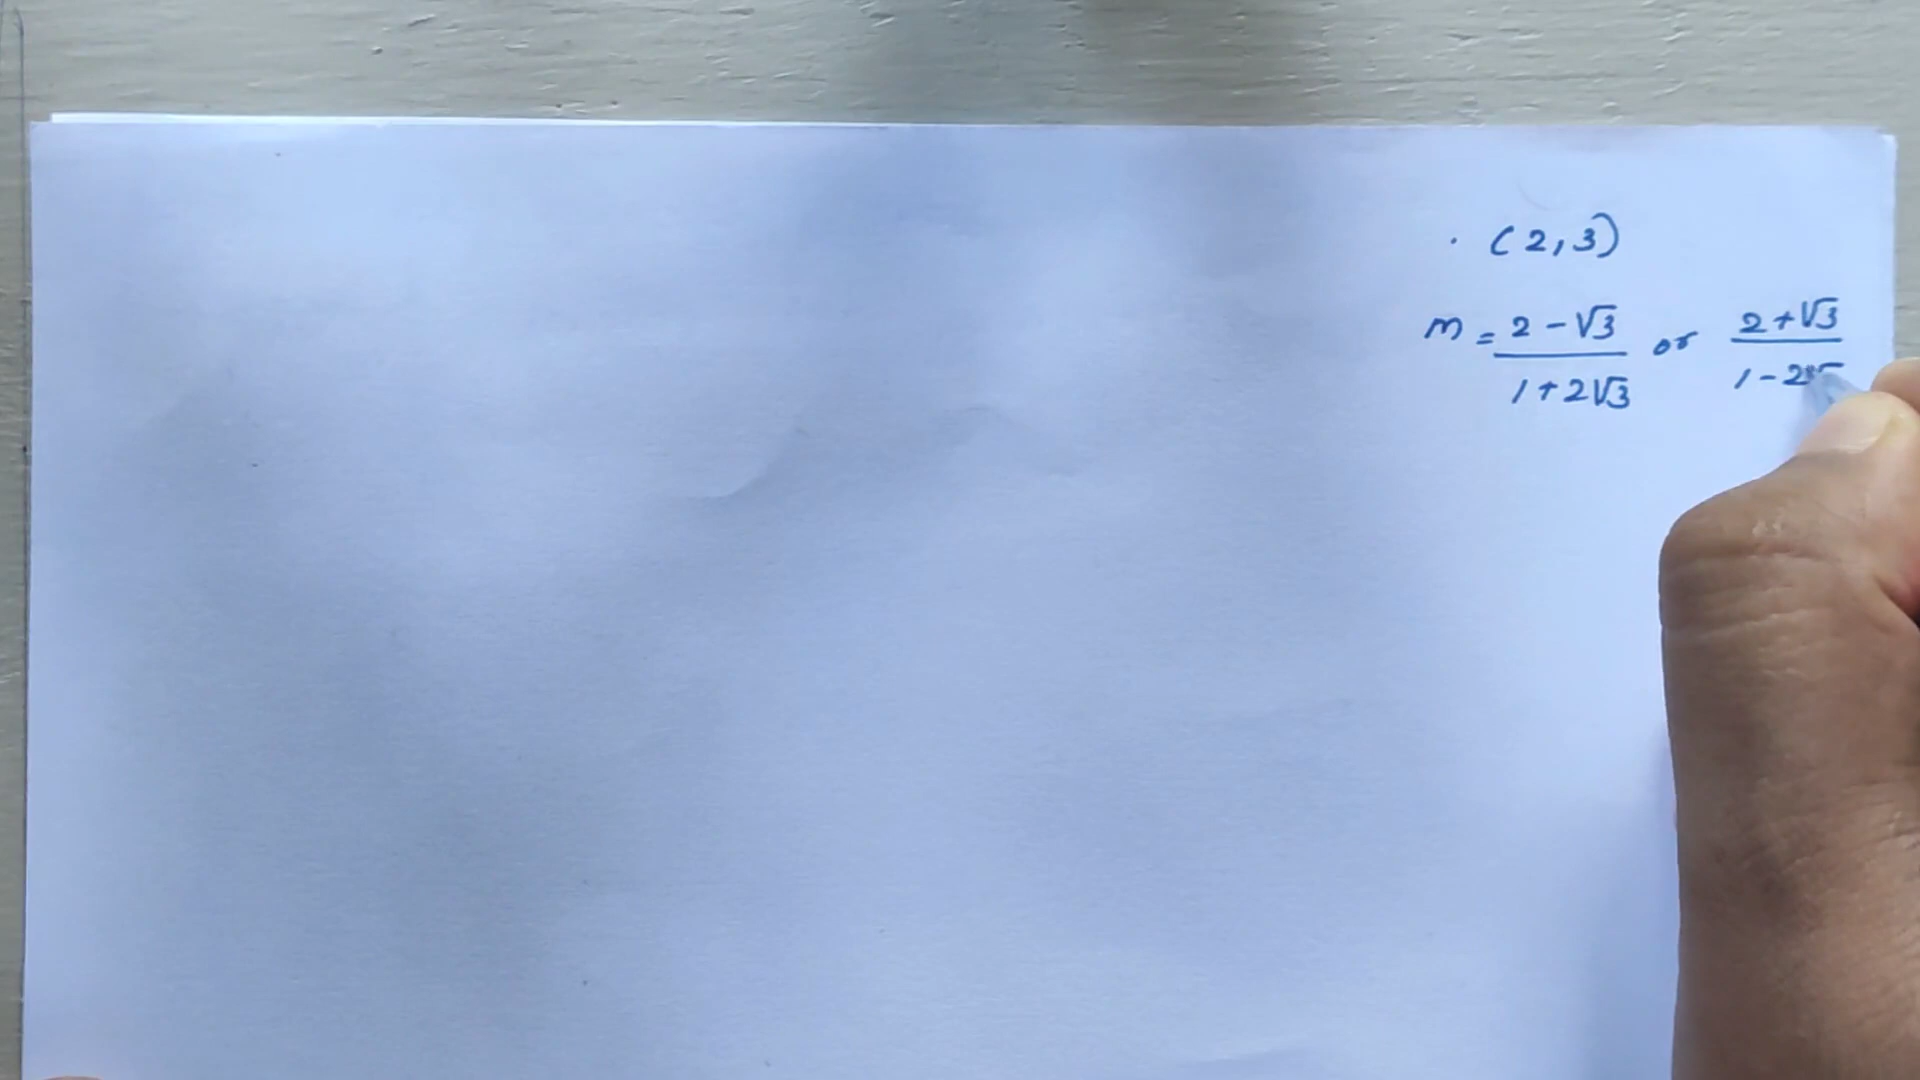 . (2,3)
m = 2-√3 / 1+2√3 or 2+√3 / 1-2√